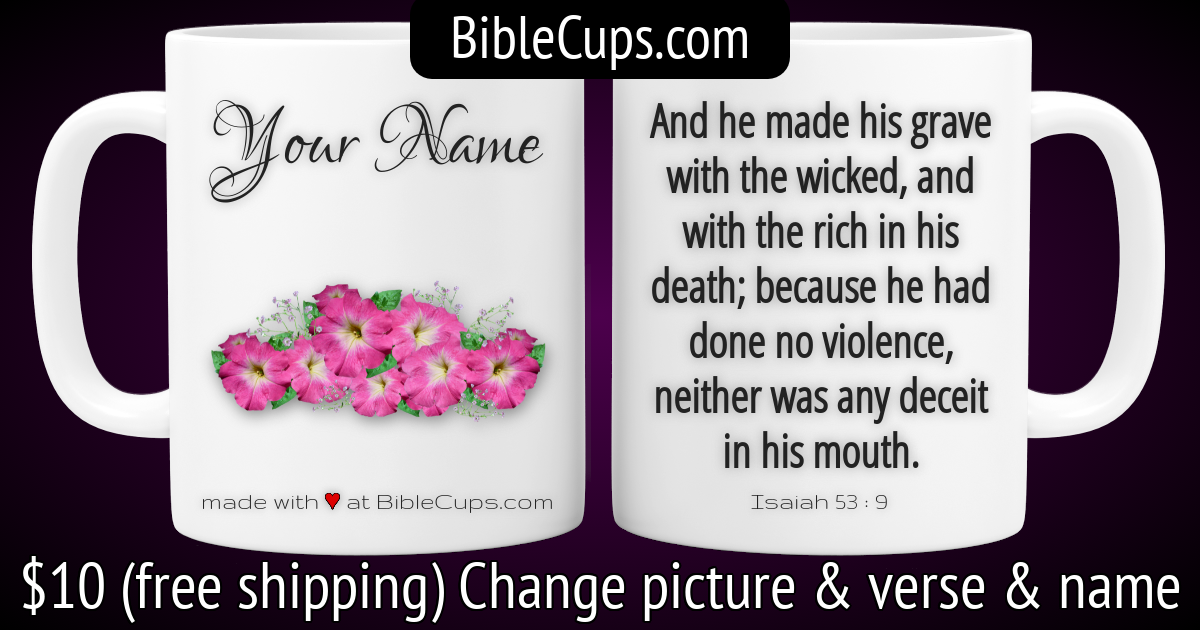 BibleCups.com
Your Name
made with ♥ at BibleCups.com
And he made his grave
with the wicked, and
with the rich in his
death; because he had
done no violence,
neither was any deceit
in his mouth.
Isaiah 53 : 9
$10 (free shipping) Change picture & verse & name